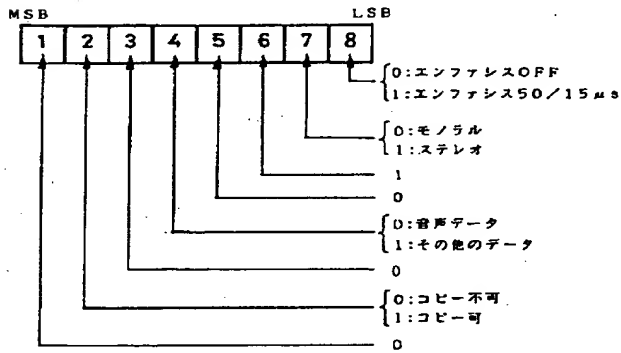 MSB LSB
1 2 3 4 5 6 7 8
0:エンファシスOFF
1:エンファシス50/15μs
0:モノラル
1:ステレオ
1
0
0:音声データ
1:その他のデータ
0
0:コピー不可
1:コピー可
0